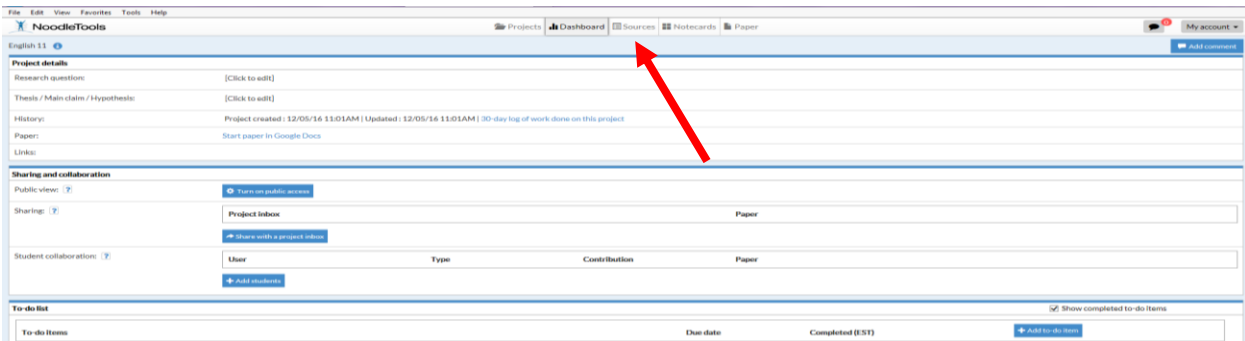 File Edit View Favorites Tools Help
NoodleTools Projects Dashboard Sources Notecards Paper 0 My account
English 11 Add comment
Project details
Research question: [Click to edit]
Thesis / Main claim / Hypothesis: [Click to edit]
History: Project created : 12/05/16 11:01AM | Updated : 12/05/16 11:01AM | 30-day log of work done on this project
Paper: Start paper in Google Docs
Links:
Sharing and collaboration
Public view: ? Turn on public access
Sharing: ? Project inbox Paper
Share with a project inbox
Student collaboration: ? User Type Contribution Paper
+ Add students
To-do list Show completed to-do items
To-do items Due date Completed (EST) + Add to-do item